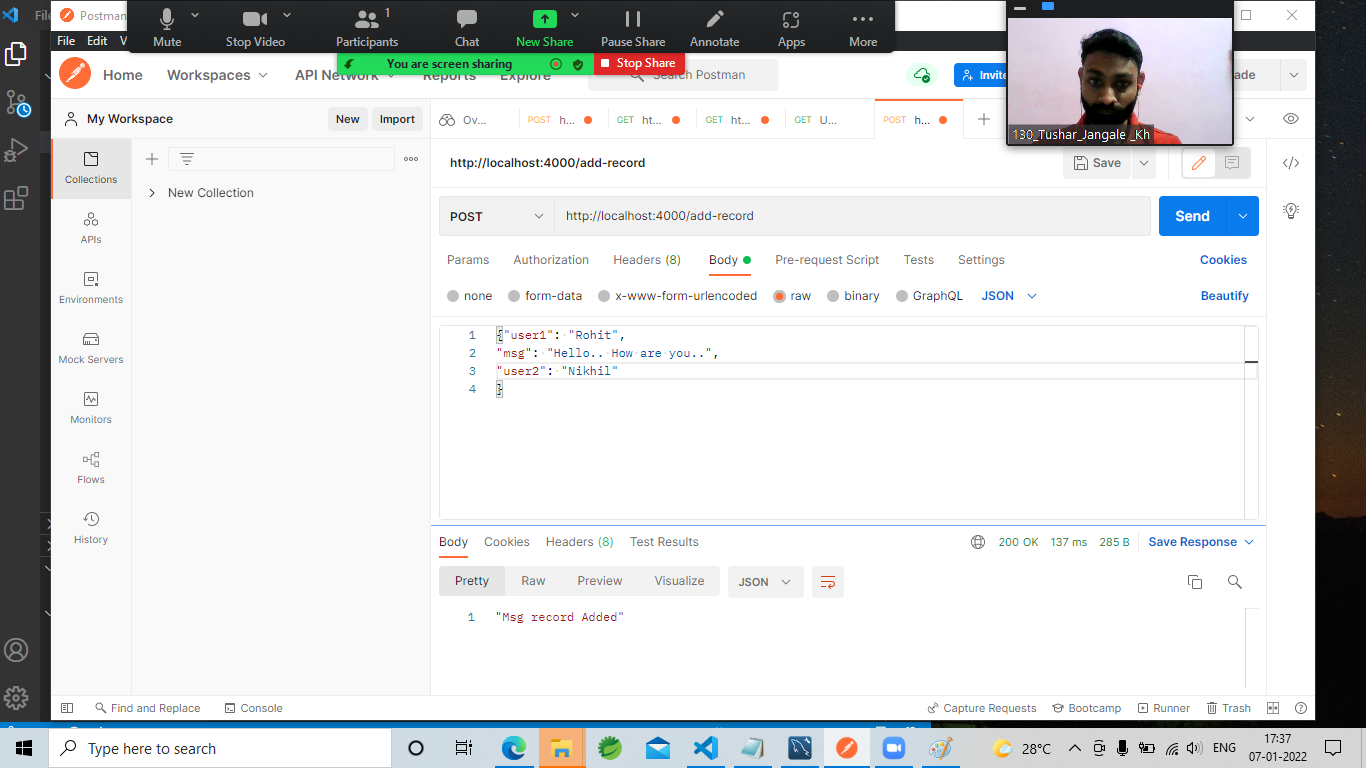 File
Postman
Mute
Stop Video
Participants
1
Chat
New Share
Pause Share
Annotate
Apps
More
File Edit V
You are screen sharing
Stop Share
Home
Workspaces
API Network
Reports
Explore
Search Postman
Invite
130_Tushar_Jangale _Kh
My Workspace
New
Import
Ov...
POST h...
GET ht...
GET ht...
GET U...
POST h...
Collections
New Collection
http://localhost:4000/add-record
Save
POST
http://localhost:4000/add-record
Send
APIs
Params
Authorization
Headers (8)
Body
Pre-request Script
Tests
Settings
Cookies
Environments
none
form-data
x-www-form-urlencoded
raw
binary
GraphQL
JSON
Beautify
Mock Servers
1 {"user1": "Rohit",
2 "msg": "Hello.. How are you..",
3 "user2": "Nikhil"
4 }
Monitors
Flows
History
Body
Cookies
Headers (8)
Test Results
200 OK
137 ms
285 B
Save Response
Pretty
Raw
Preview
Visualize
JSON
1 "Msg record Added"
Find and Replace
Console
Capture Requests
Bootcamp
Runner
Trash
Type here to search
28°C
ENG
17:37
07-01-2022